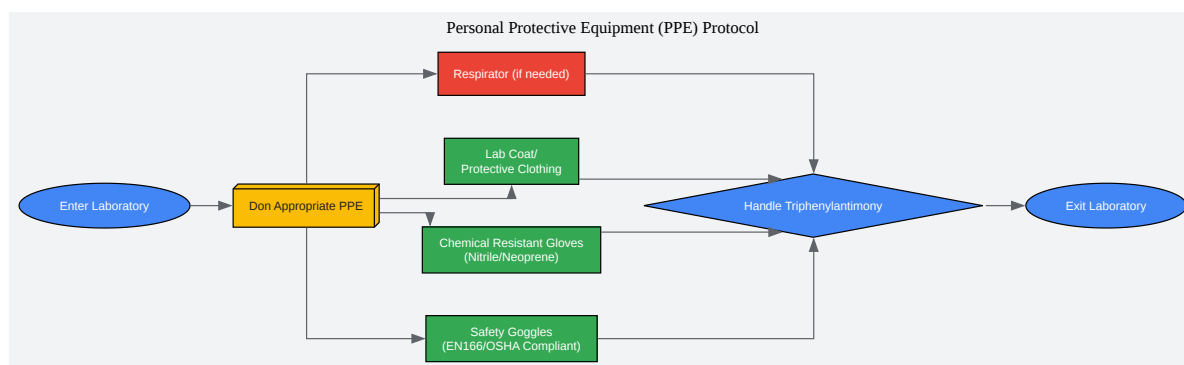 Personal Protective Equipment (PPE) Protocol
Respirator (if needed)
Lab Coat/
Protective Clothing
Enter Laboratory
Don Appropriate PPE
Handle Triphenylantimony
Exit Laboratory
Chemical Resistant Gloves
(Nitrile/Neoprene)
Safety Goggles
(EN166/OSHA Compliant)